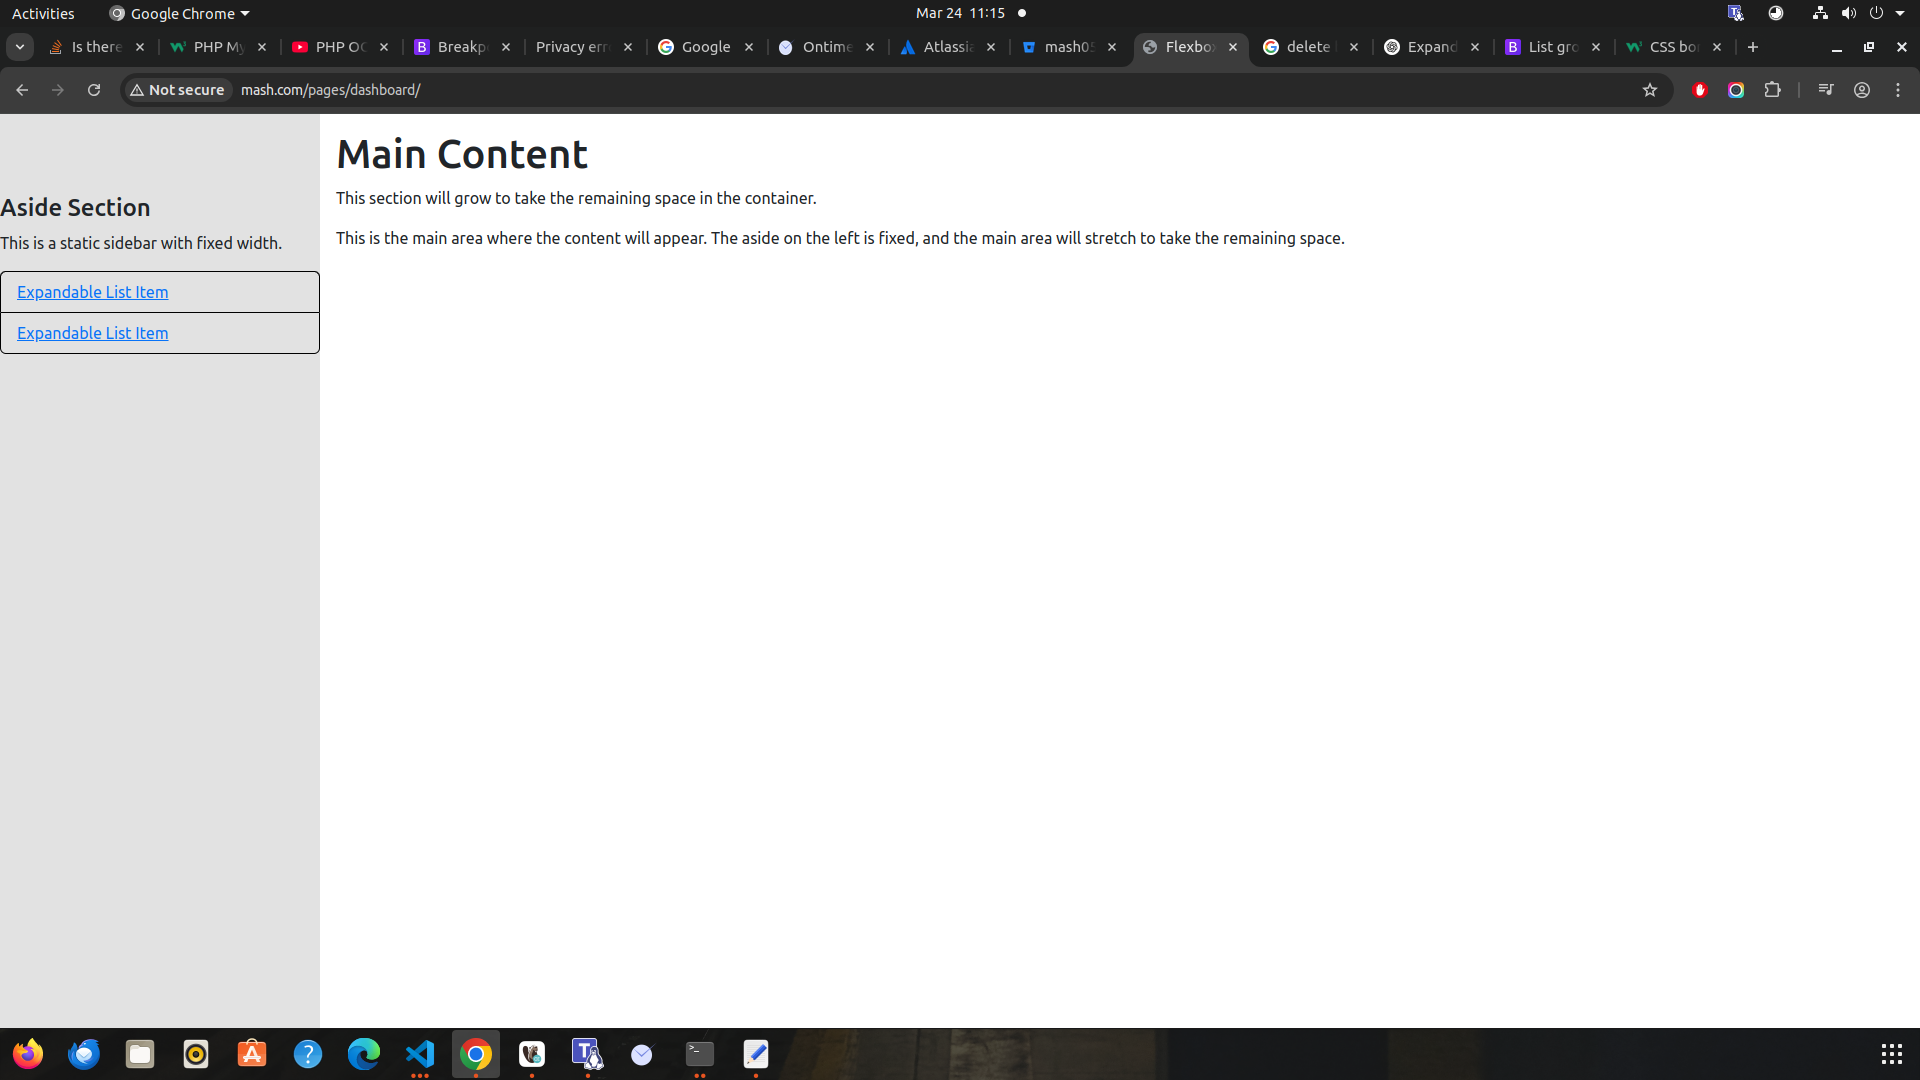 Activities
Google Chrome
Mar 24 11:15
Is there
PHP My
PHP OO
Breakp
Privacy erro
Google
Ontime
Atlassia
mash05
Flexbox
delete
Expand
List gro
CSS bo
Not secure
mash.com/pages/dashboard/
Aside Section
This is a static sidebar with fixed width.
Expandable List Item
Expandable List Item
Main Content
This section will grow to take the remaining space in the container.
This is the main area where the content will appear. The aside on the left is fixed, and the main area will stretch to take the remaining space.